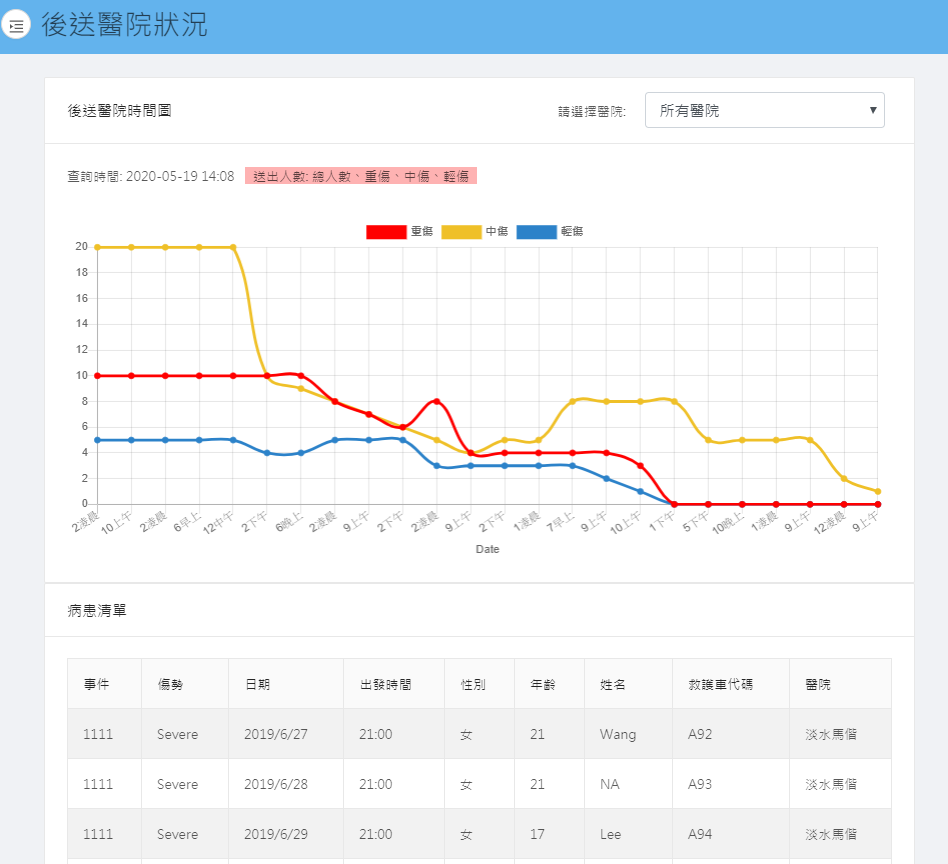 後送醫院狀況
後送醫院時間圖
請選擇醫院: 所有醫院
查詢時間: 2020-05-19 14:08 送出人數: 總人數、重傷、中傷、輕傷
重傷 中傷 輕傷
20
18
16
14
12
10
8
6
4
2
0
2凌晨 10上午 2凌晨 6早上 12中午 2下午 6晚上 2凌晨 9上午 2下午 2凌晨 9上午 2下午 1凌晨 7早上 9上午 10上午 1下午 5下午 10晚上 1凌晨 9上午 12凌晨 9上午
Date
病患清單
事件 傷勢 日期 出發時間 性別 年齡 姓名 救護車代碼 醫院
1111 Severe 2019/6/27 21:00 女 21 Wang A92 淡水馬偕
1111 Severe 2019/6/28 21:00 女 21 NA A93 淡水馬偕
1111 Severe 2019/6/29 21:00 女 17 Lee A94 淡水馬偕